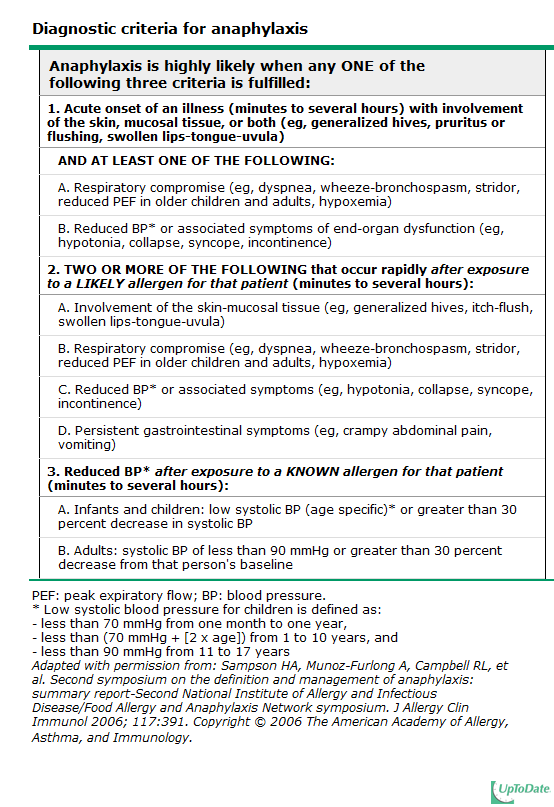 Diagnostic criteria for anaphylaxis
Anaphylaxis is highly likely when any ONE of the
following three criteria is fulfilled:
1. Acute onset of an illness (minutes to several hours) with involvement
of the skin, mucosal tissue, or both (eg, generalized hives, pruritus or
flushing, swollen lips-tongue-uvula)
AND AT LEAST ONE OF THE FOLLOWING:
A. Respiratory compromise (eg, dyspnea, wheeze-bronchospasm, stridor,
reduced PEF in older children and adults, hypoxemia)
B. Reduced BP* or associated symptoms of end-organ dysfunction (eg,
hypotonia, collapse, syncope, incontinence)
2. TWO OR MORE OF THE FOLLOWING that occur rapidly after exposure
to a LIKELY allergen for that patient (minutes to several hours):
A. Involvement of the skin-mucosal tissue (eg, generalized hives, itch-flush,
swollen lips-tongue-uvula)
B. Respiratory compromise (eg, dyspnea, wheeze-bronchospasm, stridor,
reduced PEF in older children and adults, hypoxemia)
C. Reduced BP* or associated symptoms (eg, hypotonia, collapse, syncope,
incontinence)
D. Persistent gastrointestinal symptoms (eg, crampy abdominal pain,
vomiting)
3. Reduced BP* after exposure to a KNOWN allergen for that patient
(minutes to several hours):
A. Infants and children: low systolic BP (age specific)* or greater than 30
percent decrease in systolic BP
B. Adults: systolic BP of less than 90 mmHg or greater than 30 percent
decrease from that person's baseline
PEF: peak expiratory flow; BP: blood pressure.
* Low systolic blood pressure for children is defined as:
- less than 70 mmHg from one month to one year,
- less than (70 mmHg + [2 x age]) from 1 to 10 years, and
- less than 90 mmHg from 11 to 17 years
Adapted with permission from: Sampson HA, Munoz-Furlong A, Campbell RL, et
al. Second symposium on the definition and management of anaphylaxis:
summary report-Second National Institute of Allergy and Infectious
Disease/Food Allergy and Anaphylaxis Network symposium. J Allergy Clin
Immunol 2006; 117:391. Copyright © 2006 The American Academy of Allergy,
Asthma, and Immunology.
UpToDate